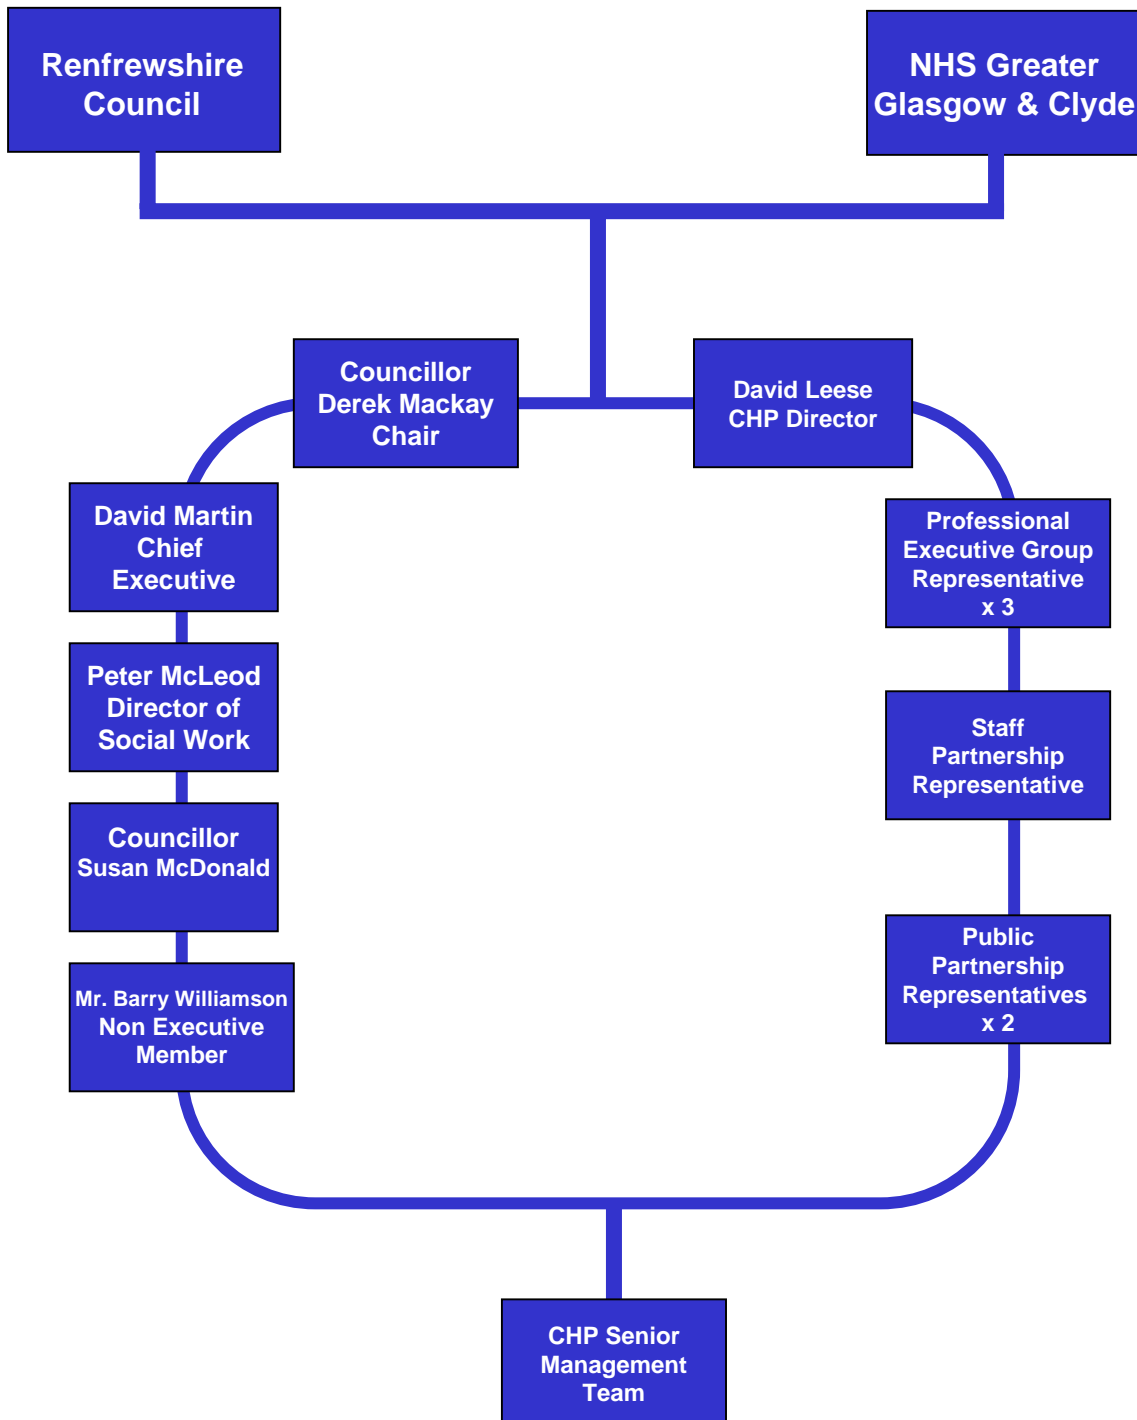 Renfrewshire
Council
NHS Greater
Glasgow & Clyde
Councillor
Derek Mackay
Chair
David Leese
CHP Director
David Martin
Chief
Executive
Professional
Executive Group
Representative
x 3
Peter McLeod
Director of
Social Work
Staff
Partnership
Representative
Councillor
Susan McDonald
Public
Partnership
Representatives
x 2
Mr. Barry Williamson
Non Executive
Member
CHP Senior
Management
Team